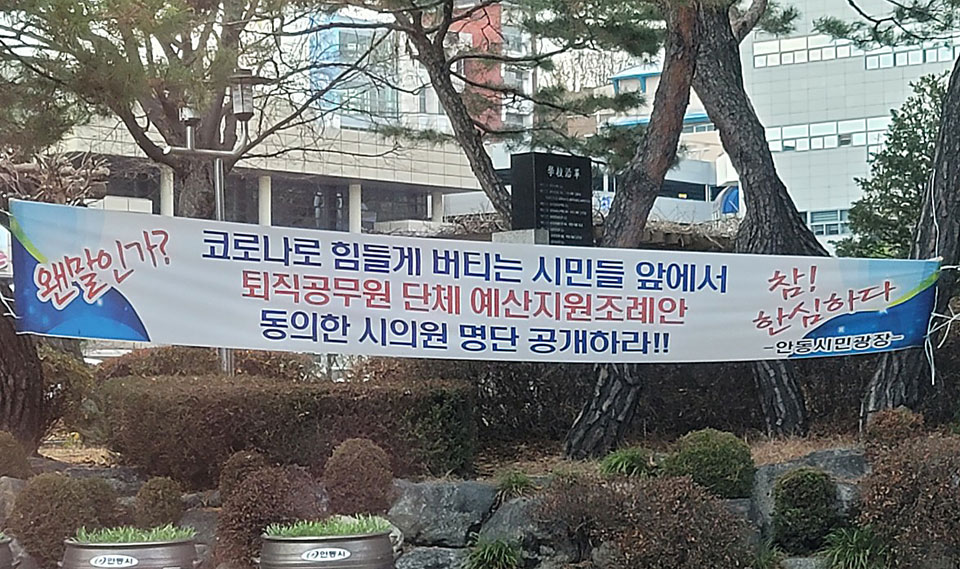 學校沿革
왠말인가?
코로나로 힘들게 버티는 시민들 앞에서
퇴직공무원 단체 예산지원조례안
동의한 시의원 명단 공개하라!!
참!
한심하다
-안동시민광장-
안동시
안동시